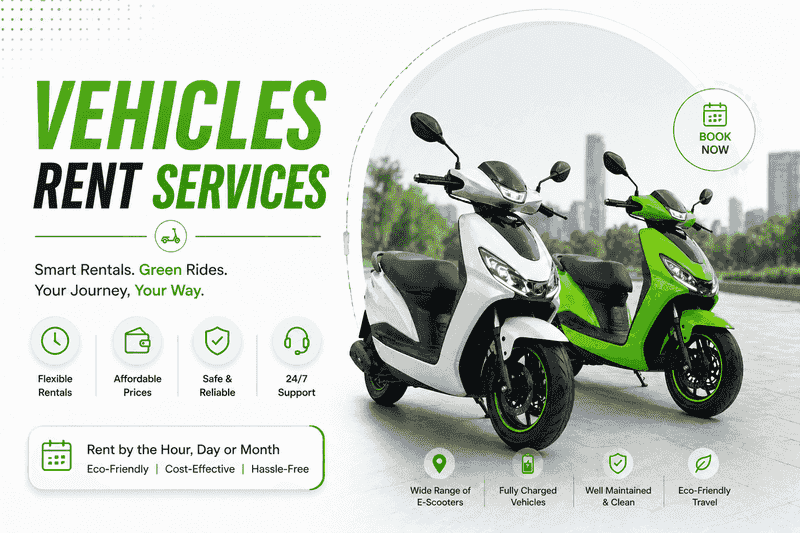 VEHICLES
RENT SERVICES
Smart Rentals. Green Rides.
Your Journey, Your Way.
Flexible
Rentals
Affordable
Prices
Safe &
Reliable
24/7
Support
Rent by the Hour, Day or Month
Eco-Friendly | Cost-Effective | Hassle-Free
BOOK
NOW
Wide Range of
E-Scooters
Fully Charged
Vehicles
Well Maintained
& Clean
Eco-Friendly
Travel